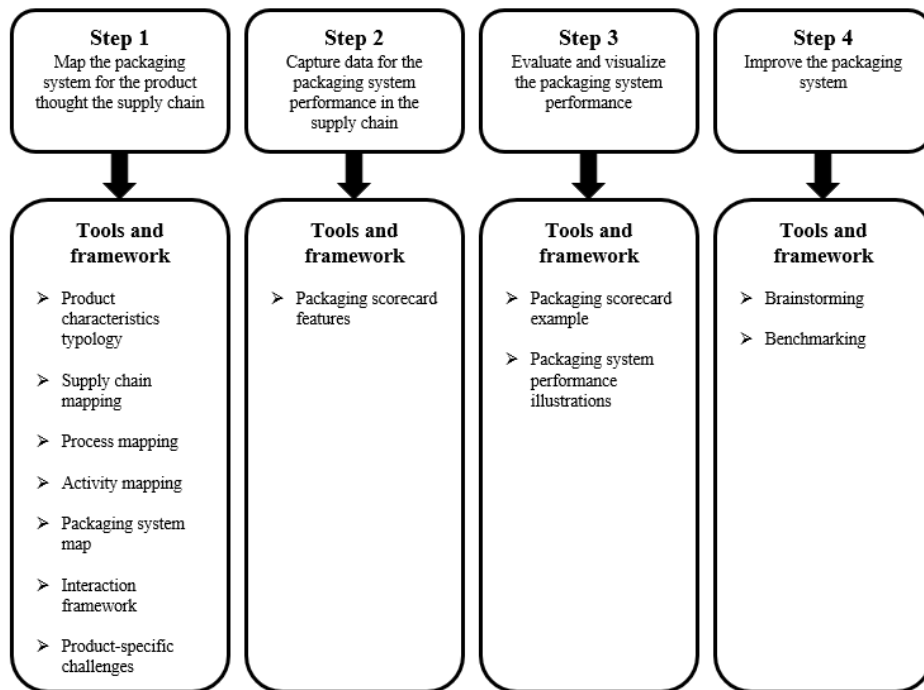 Step 1
Map the packaging
system for the product
thought the supply chain
Step 2
Capture data for the
packaging system
performance in the
supply chain
Step 3
Evaluate and visualize
the packaging system
performance
Step 4
Improve the packaging
system
Tools and
framework
➢ Product
characteristics
typology
➢ Supply chain
mapping
➢ Process mapping
➢ Activity mapping
➢ Packaging system
map
➢ Interaction
framework
➢ Product-specific
challenges
Tools and
framework
➢ Packaging scorecard
features
Tools and
framework
➢ Packaging scorecard
example
➢ Packaging system
performance
illustrations
Tools and
framework
➢ Brainstorming
➢ Benchmarking